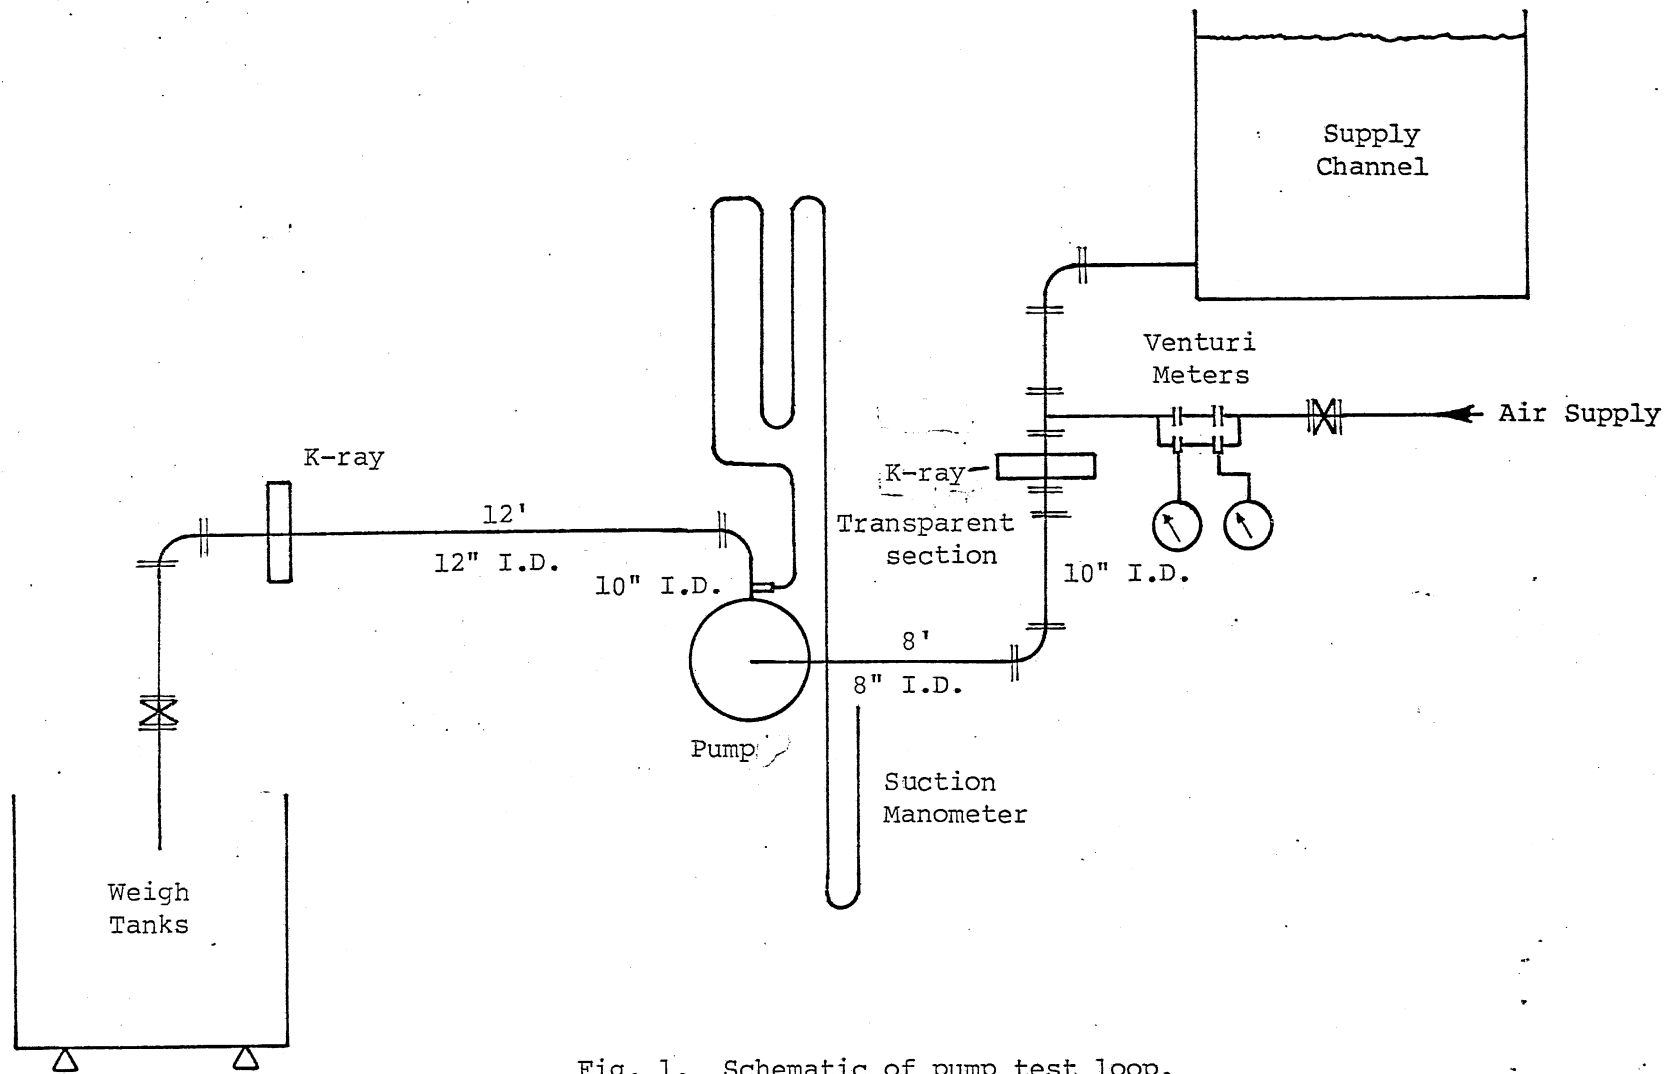 Supply
Channel
Venturi
Meters
Air Supply
K-ray
K-ray
12'
Transparent
section
12" I.D.
10" I.D.
10" I.D.
8'
8" I.D.
Pump
Suction
Manometer
Weigh
Tanks
Fig. 1. Schematic of pump test loop.